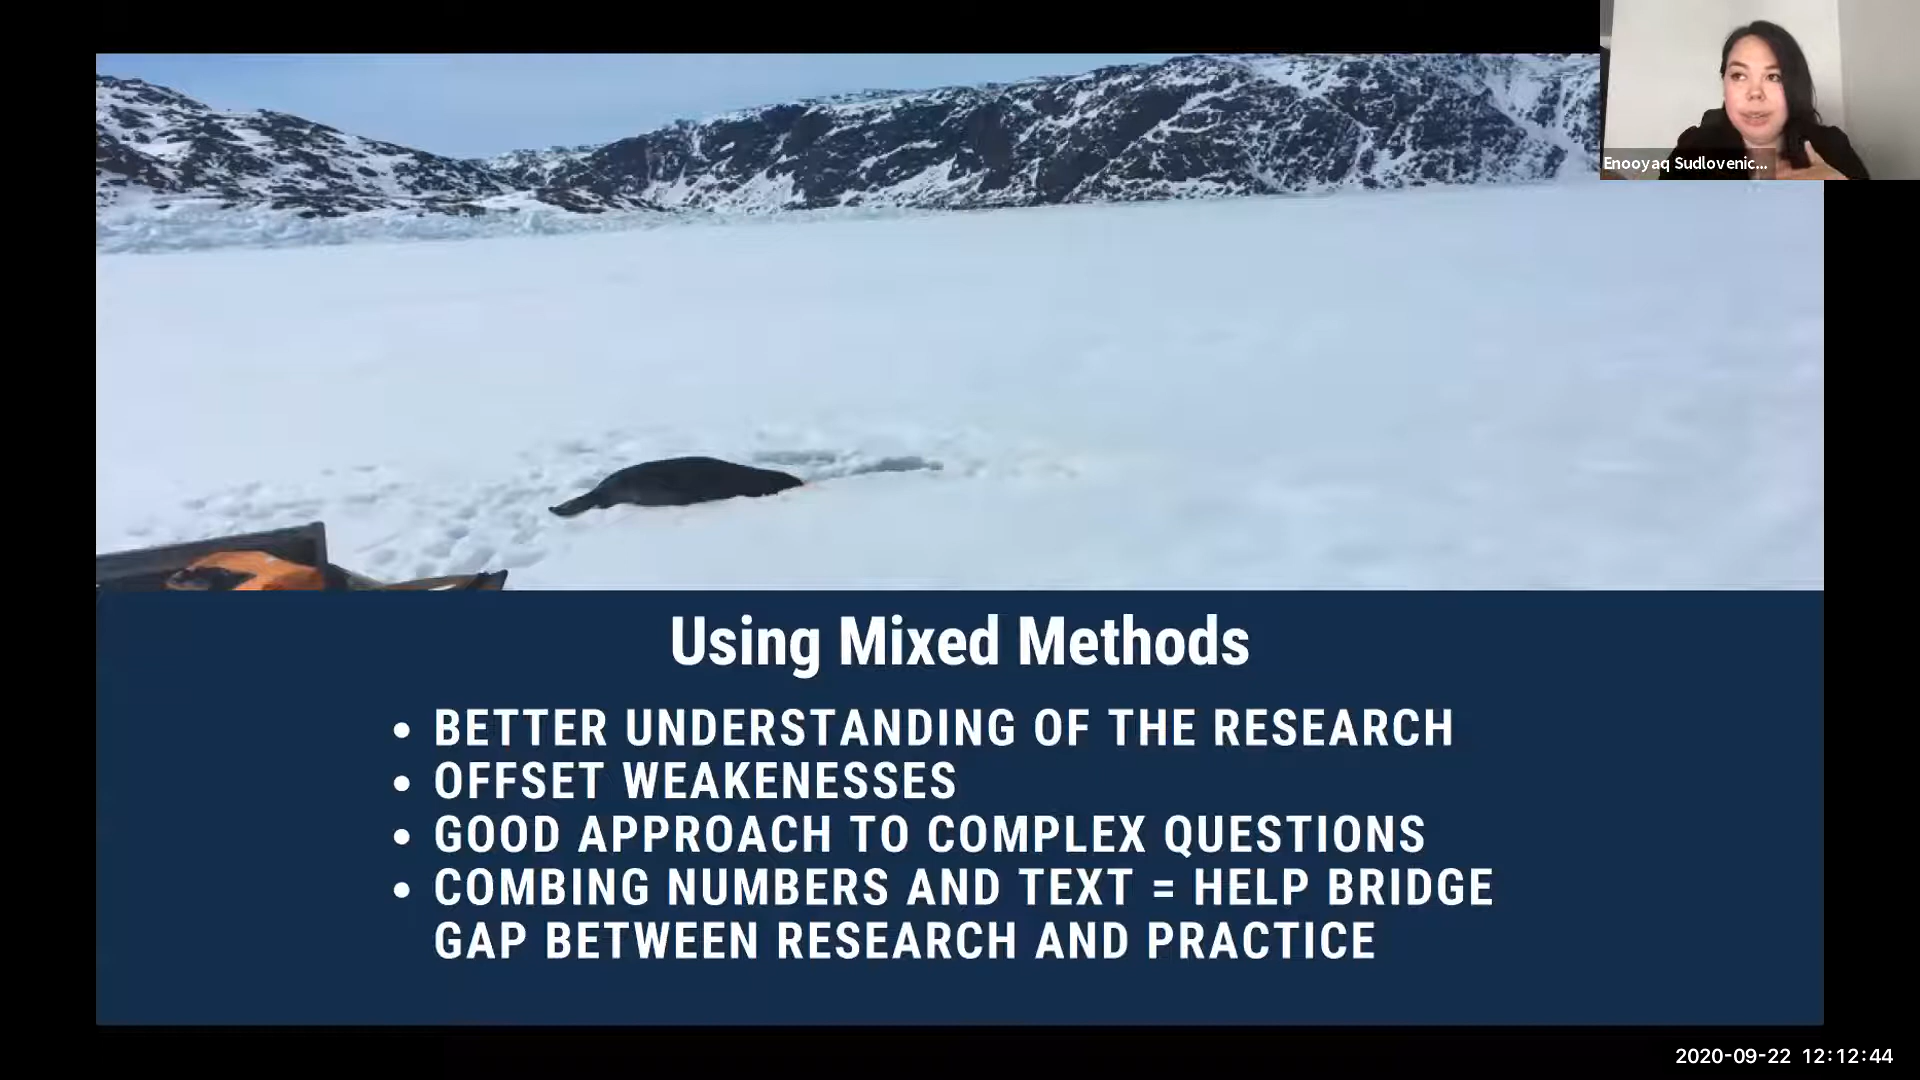 Enooyaq Sudlovenic...
Using Mixed Methods
• BETTER UNDERSTANDING OF THE RESEARCH
• OFFSET WEAKENESSES
• GOOD APPROACH TO COMPLEX QUESTIONS
• COMBING NUMBERS AND TEXT = HELP BRIDGE
GAP BETWEEN RESEARCH AND PRACTICE
2020-09-22 12:12:44